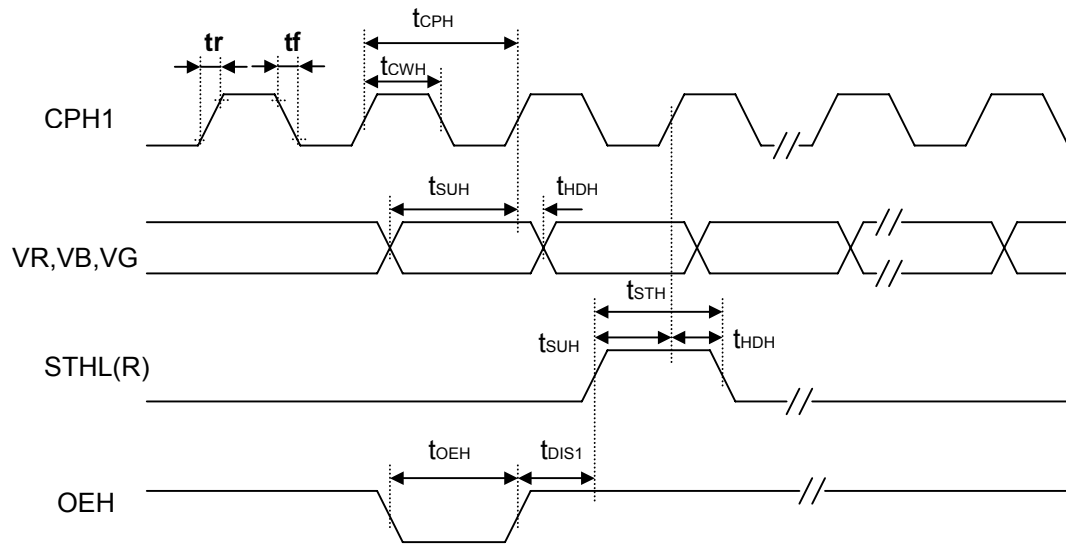 tCPH
tr
tf
tCWH
CPH1
tSUH
tHDH
VR,VB,VG
tSTH
tSUH
tHDH
STHL(R)
tOEH
tDIS1
OEH